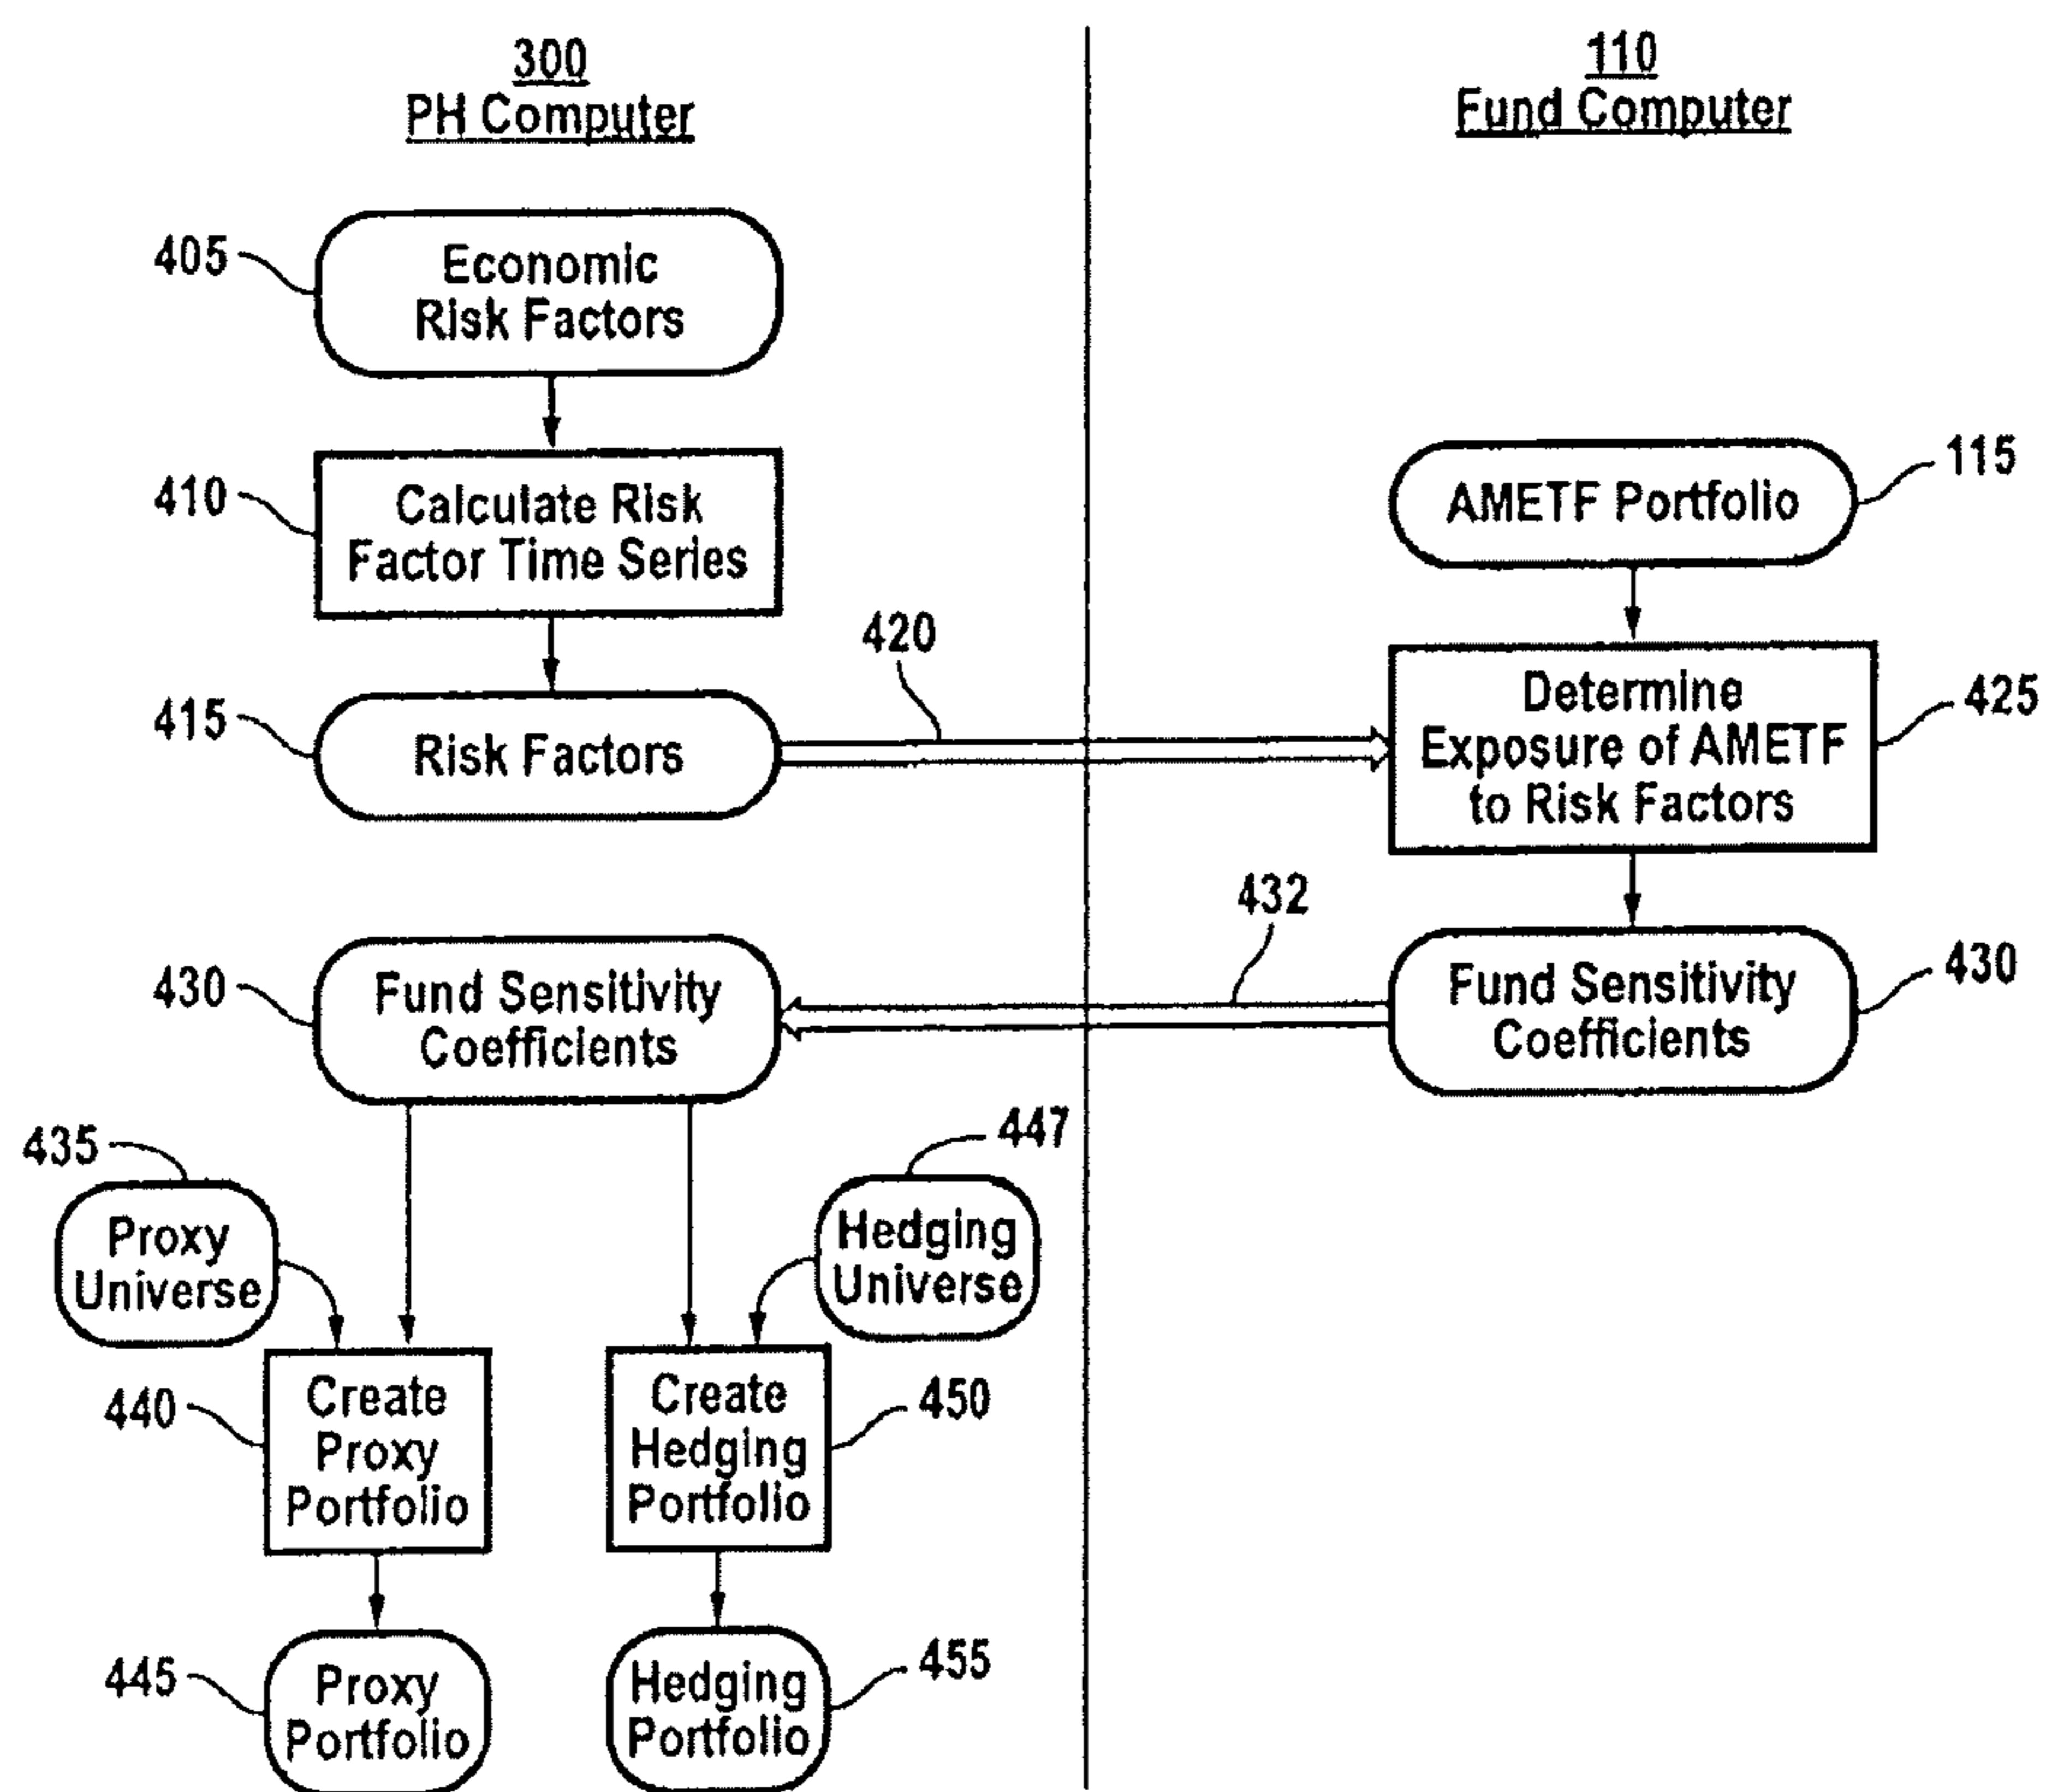 300
PH Computer
110
Fund Computer
405
Economic
Risk Factors
410
Calculate Risk
Factor Time Series
115
AMETF Portfolio
420
415
Risk Factors
Determine
Exposure of AMETF
to Risk Factors
425
432
430
Fund Sensitivity
Coefficients
Fund Sensitivity
Coefficients
430
435
Proxy
Universe
447
Hedging
Universe
440
Create
Proxy
Portfolio
Create
Hedging
Portfolio
450
445
Proxy
Portfolio
Hedging
Portfolio
455